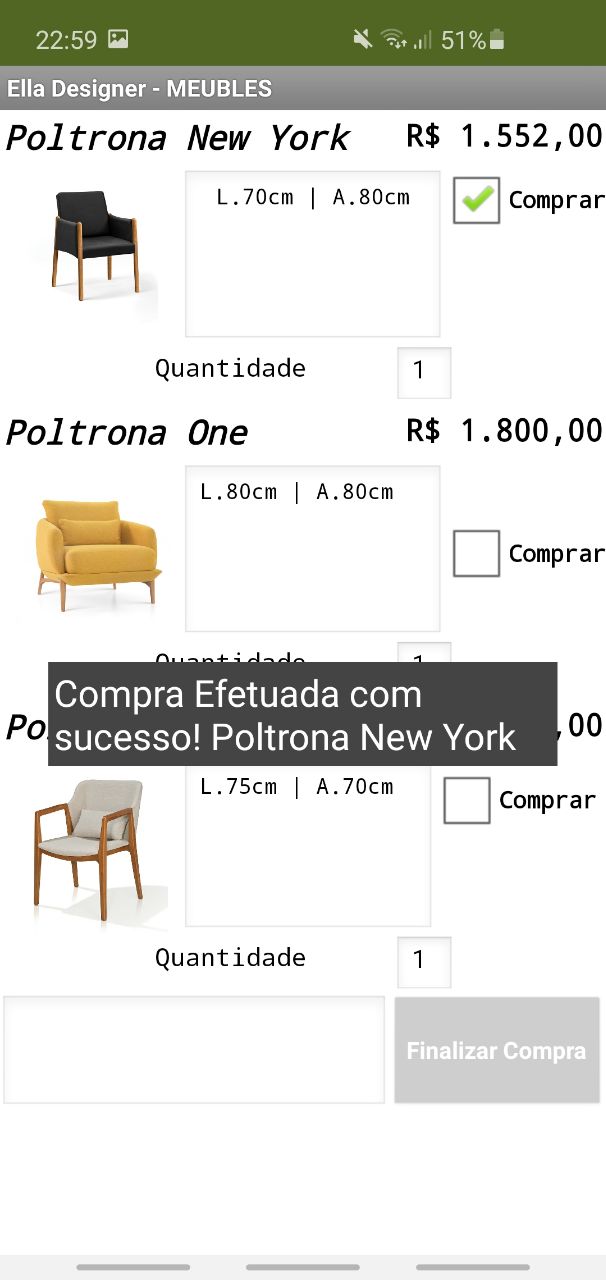 22:59 51%
Ella Designer - MEUBLES
Poltrona New York R$ 1.552,00
L.70cm | A.80cm
Comprar
Quantidade 1
Poltrona One R$ 1.800,00
L.80cm | A.80cm
Comprar
Quantidade 1
Compra Efetuada com
sucesso! Poltrona New York
Po ,00
L.75cm | A.70cm
Comprar
Quantidade 1
Finalizar Compra